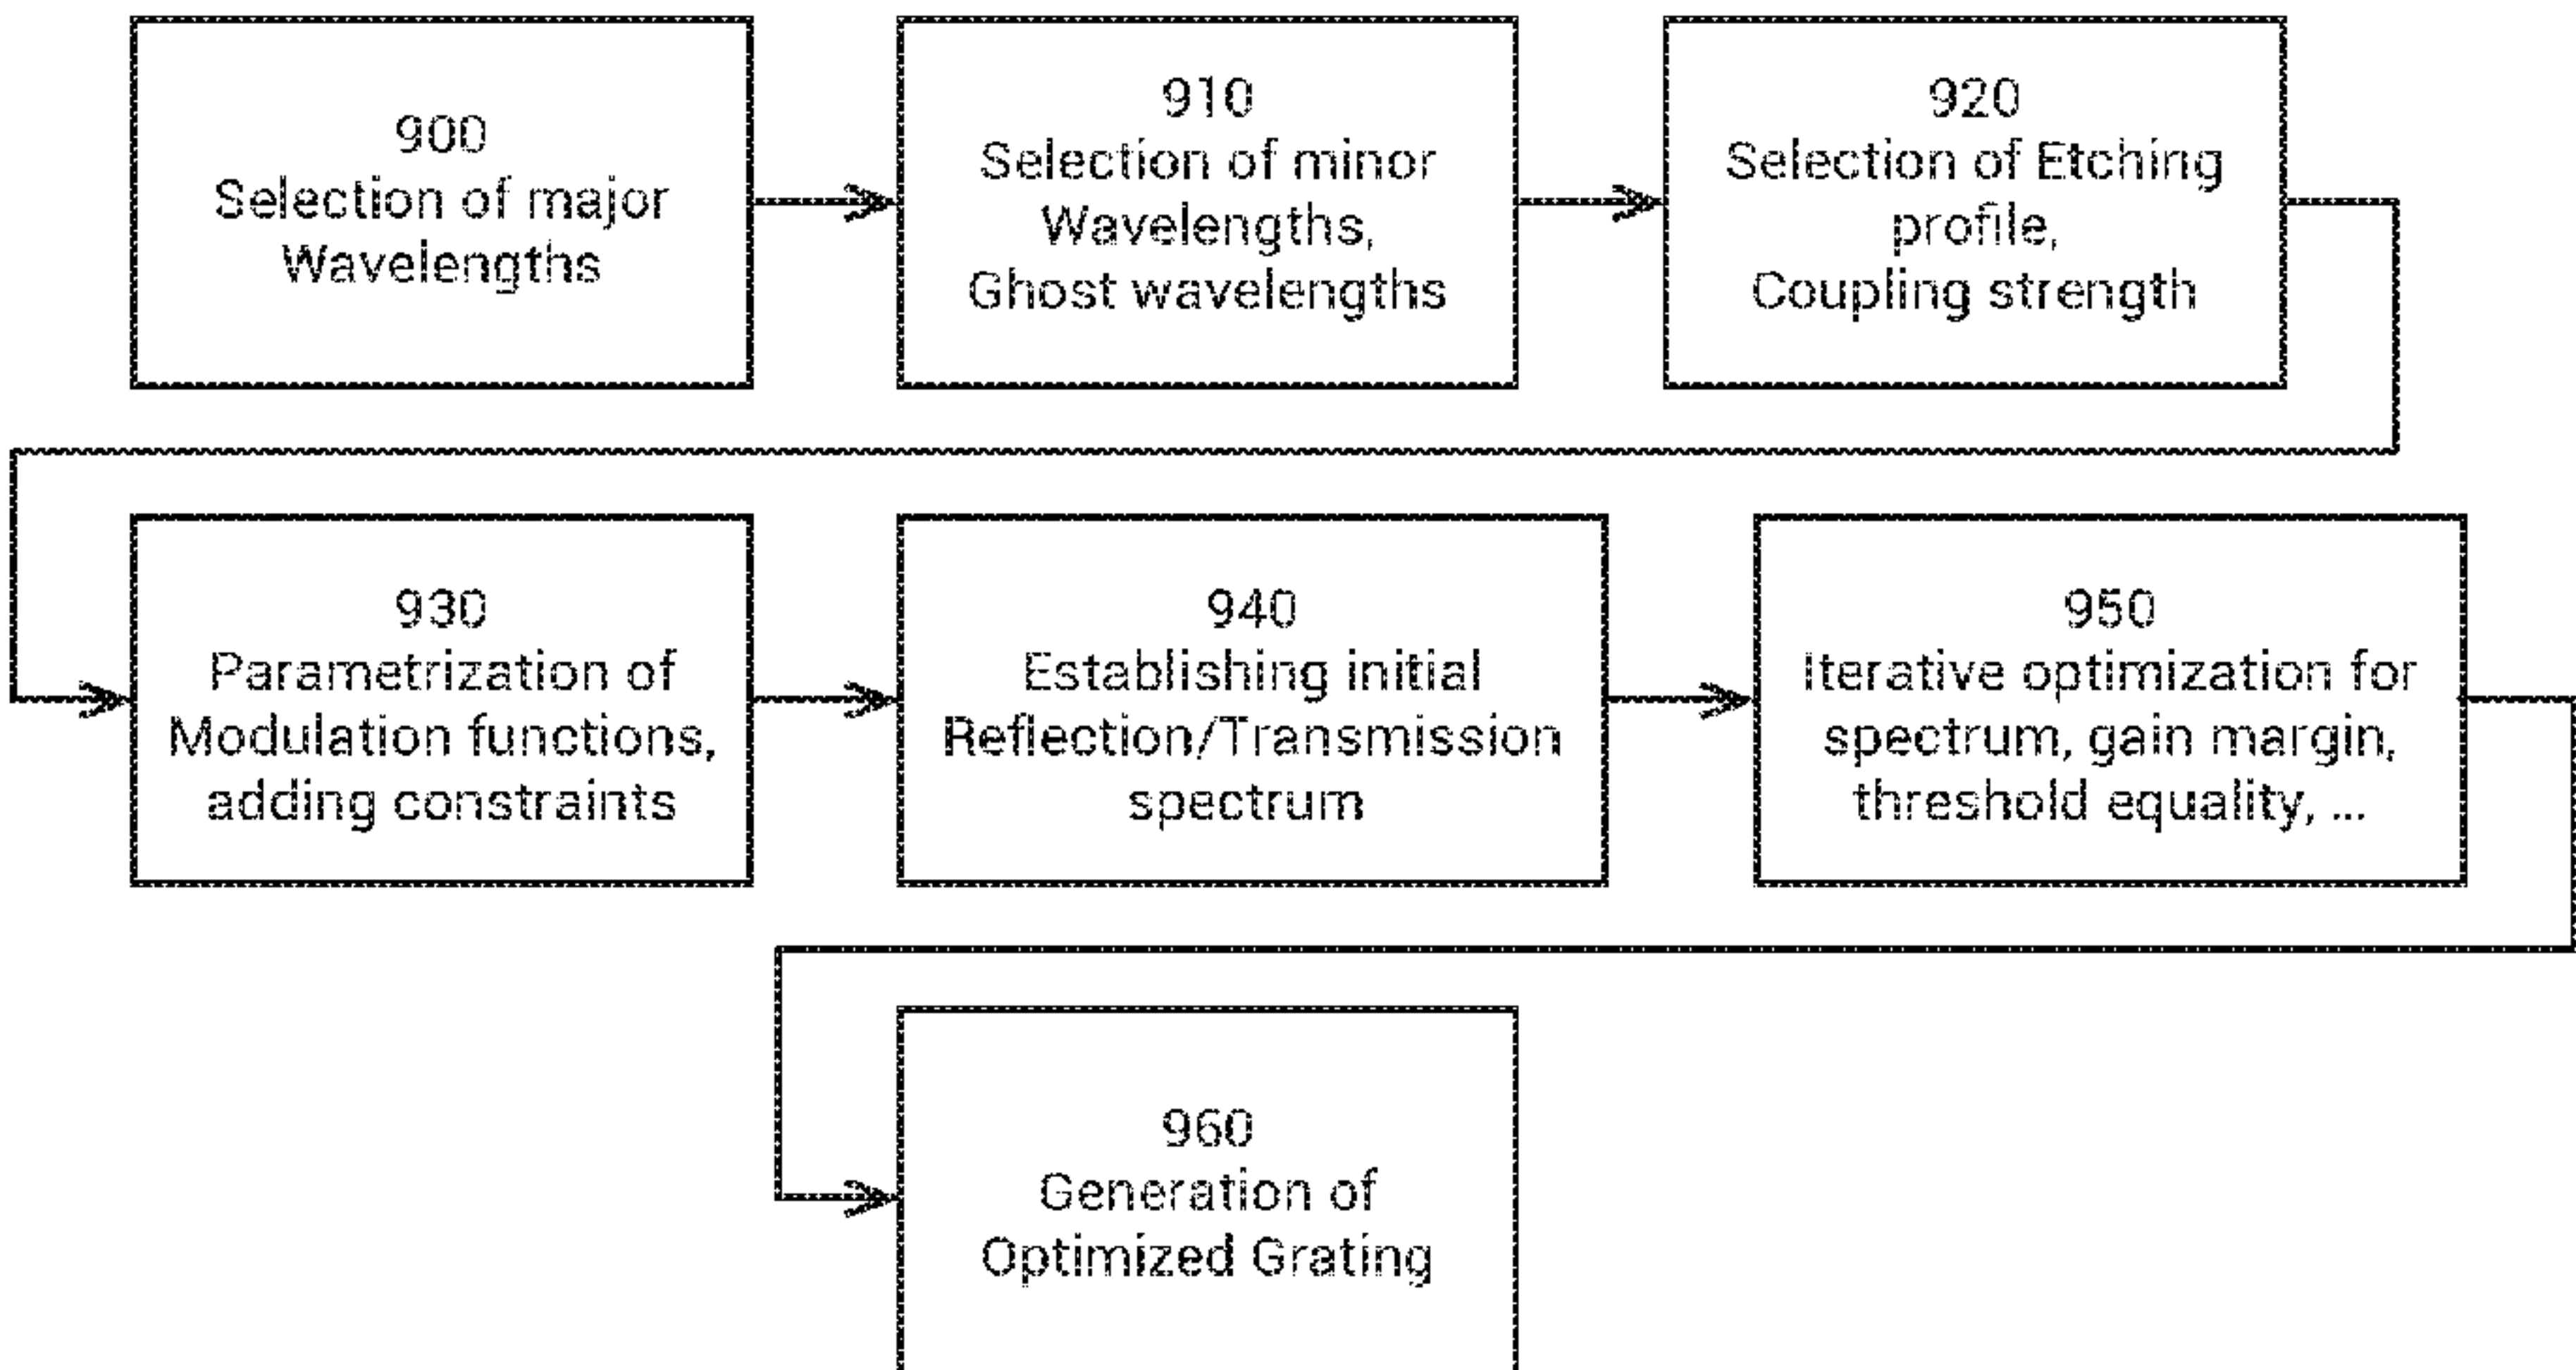 900
Selection of major
Wavelengths
910
Selection of minor
Wavelengths,
Ghost wavelengths
920
Selection of Etching
profile,
Coupling strength
930
Parametrization of
Modulation functions,
adding constraints
940
Establishing initial
Reflection/Transmission
spectrum
950
Iterative optimization for
spectrum, gain margin,
threshold equality, ...
960
Generation of
Optimized Grating